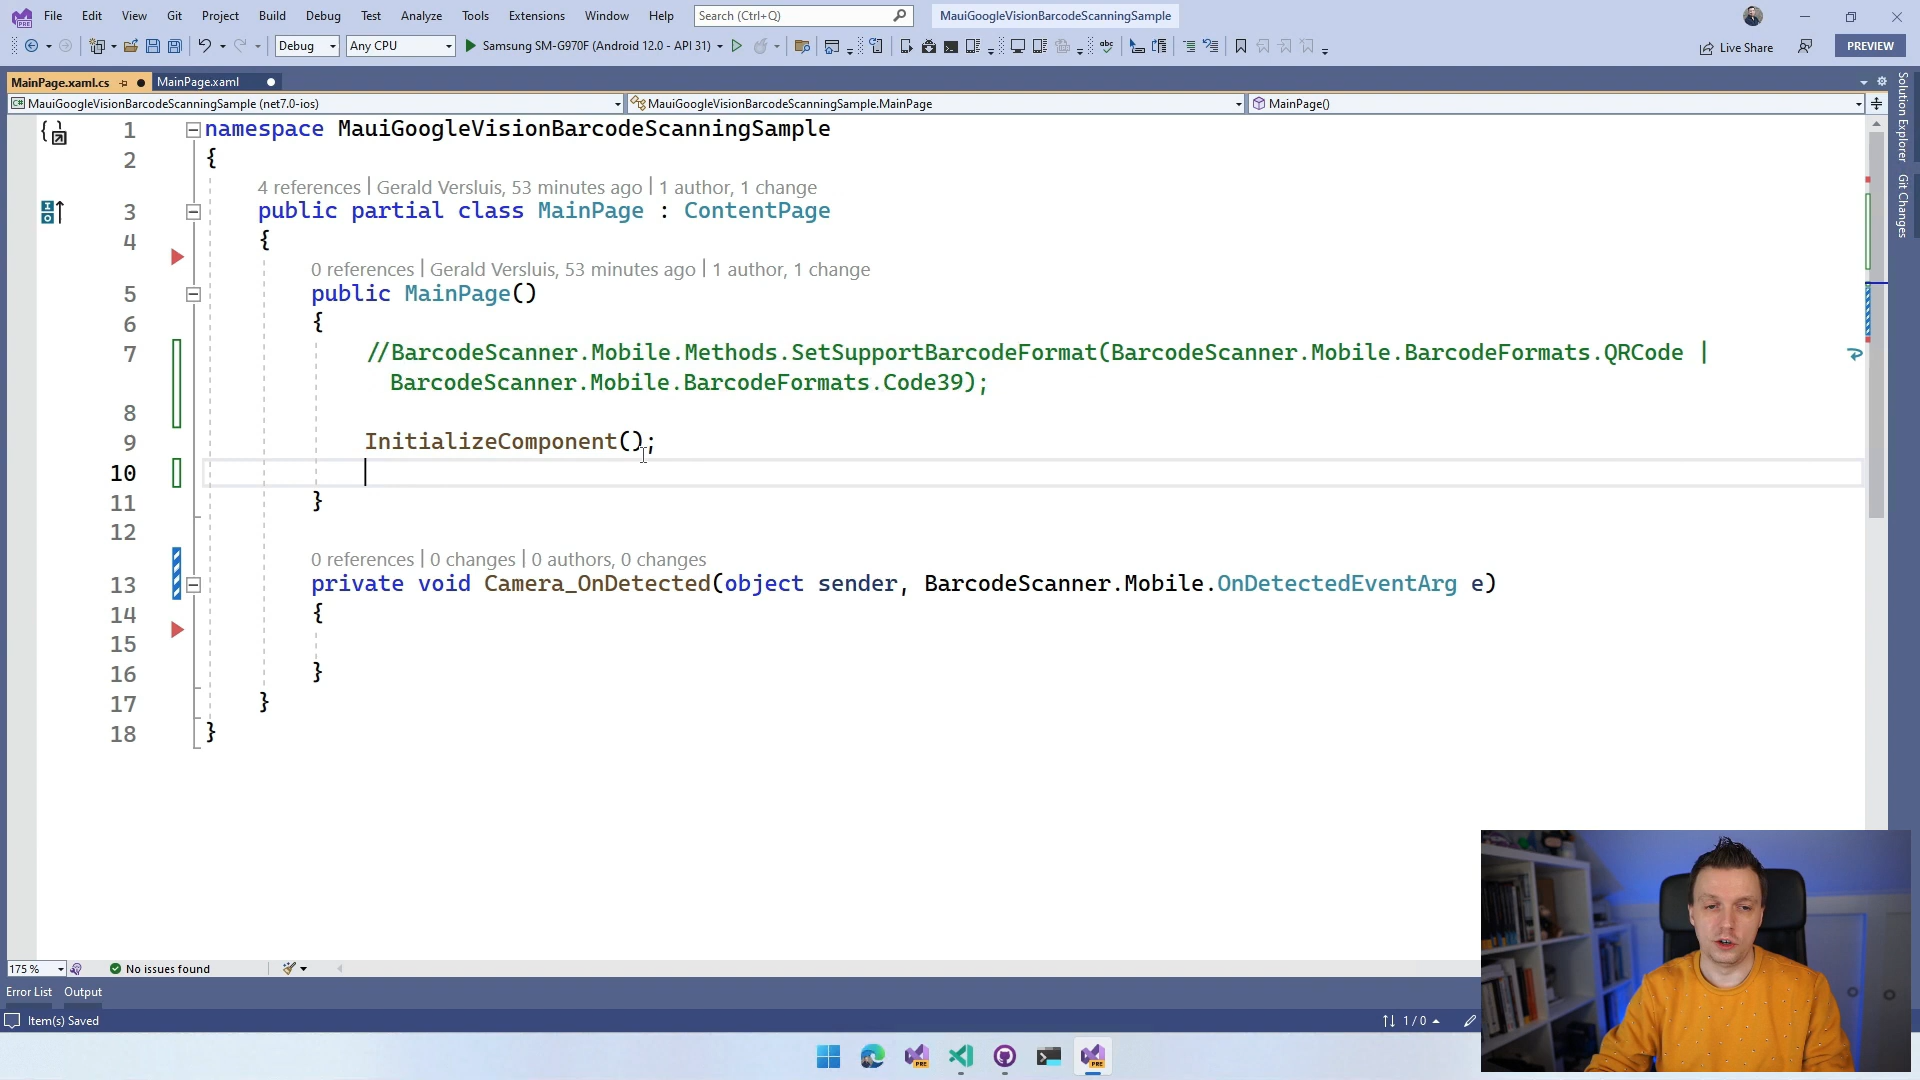 File Edit View Git Project Build Debug Test Analyze Tools Extensions Window Help Search (Ctrl+Q) MauiGoogleVisionBarcodeScanningSample
Debug Any CPU Samsung SM-G970F (Android 12.0 - API 31) Live Share PREVIEW
MainPage.xaml.cs MainPage.xaml
MauiGoogleVisionBarcodeScanningSample (net7.0-ios) MauiGoogleVisionBarcodeScanningSample.MainPage MainPage()
Solution Explorer
Git Changes
1 namespace MauiGoogleVisionBarcodeScanningSample
2 {
4 references | Gerald Versluis, 53 minutes ago | 1 author, 1 change
3 public partial class MainPage : ContentPage
4 {
0 references | Gerald Versluis, 53 minutes ago | 1 author, 1 change
5 public MainPage()
6 {
7 //BarcodeScanner.Mobile.Methods.SetSupportBarcodeFormat(BarcodeScanner.Mobile.BarcodeFormats.QRCode |
BarcodeScanner.Mobile.BarcodeFormats.Code39);
8
9 InitializeComponent();
10
11 }
12
0 references | 0 changes | 0 authors, 0 changes
13 private void Camera_OnDetected(object sender, BarcodeScanner.Mobile.OnDetectedEventArg e)
14 {
15
16 }
17 }
18 }
175 % No issues found
Error List Output
Item(s) Saved 1 / 0
PRE PRE